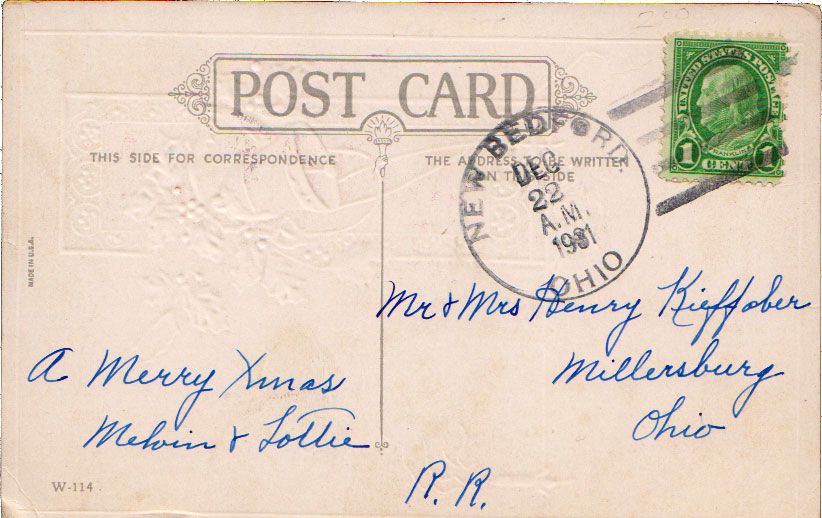 POST CARD
THIS SIDE FOR CORRESPONDENCE
THE ADDRESS TO BE WRITTEN
ON THIS SIDE
UNITED STATES POSTAGE
FRANKLIN
1 CENT 1
NEW BEDFORD.
DEC
22
A.M.
1931
OHIO
MADE IN U.S.A.
Mr & Mrs Henry Kieffaber
Millersburg
Ohio
R. R.
A Merry Xmas
Melvin & Lottie
W-114